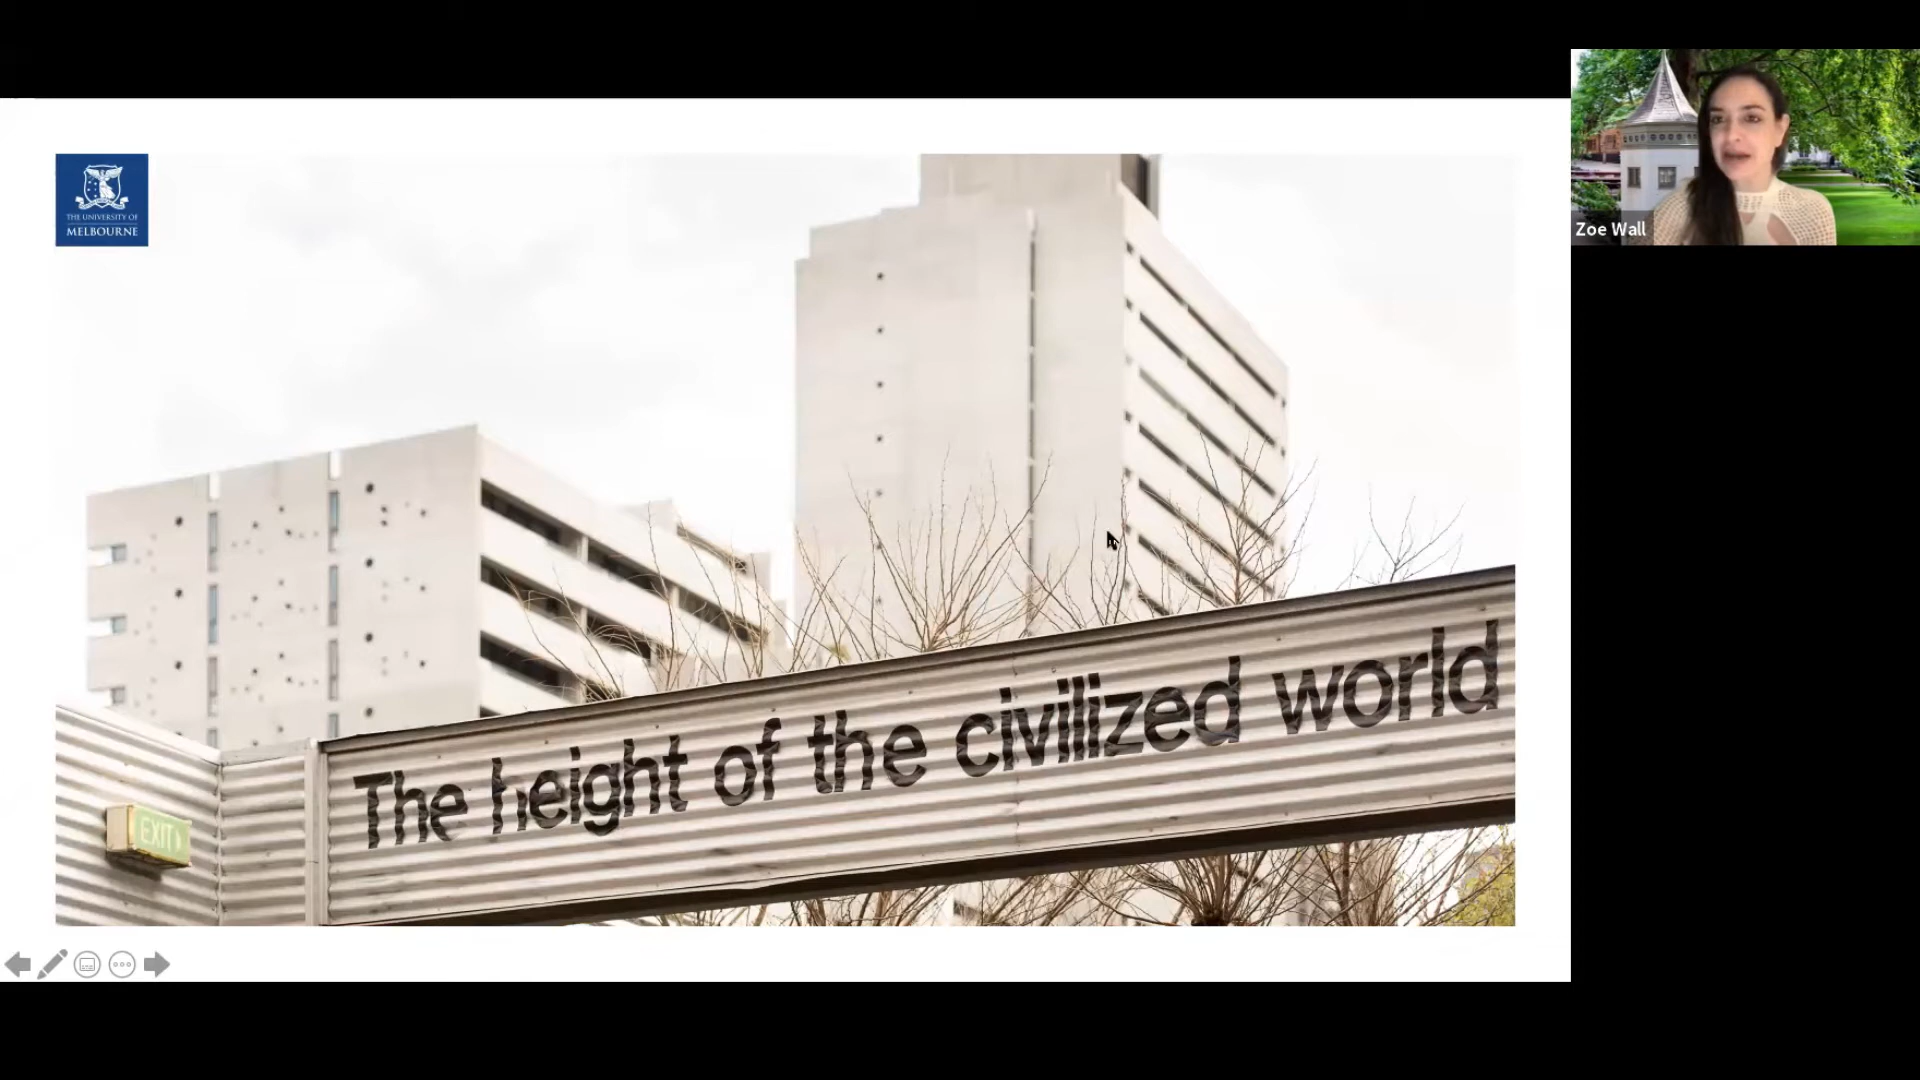 THE UNIVERSITY OF
MELBOURNE
Zoe Wall
The height of the civilized world
EXIT